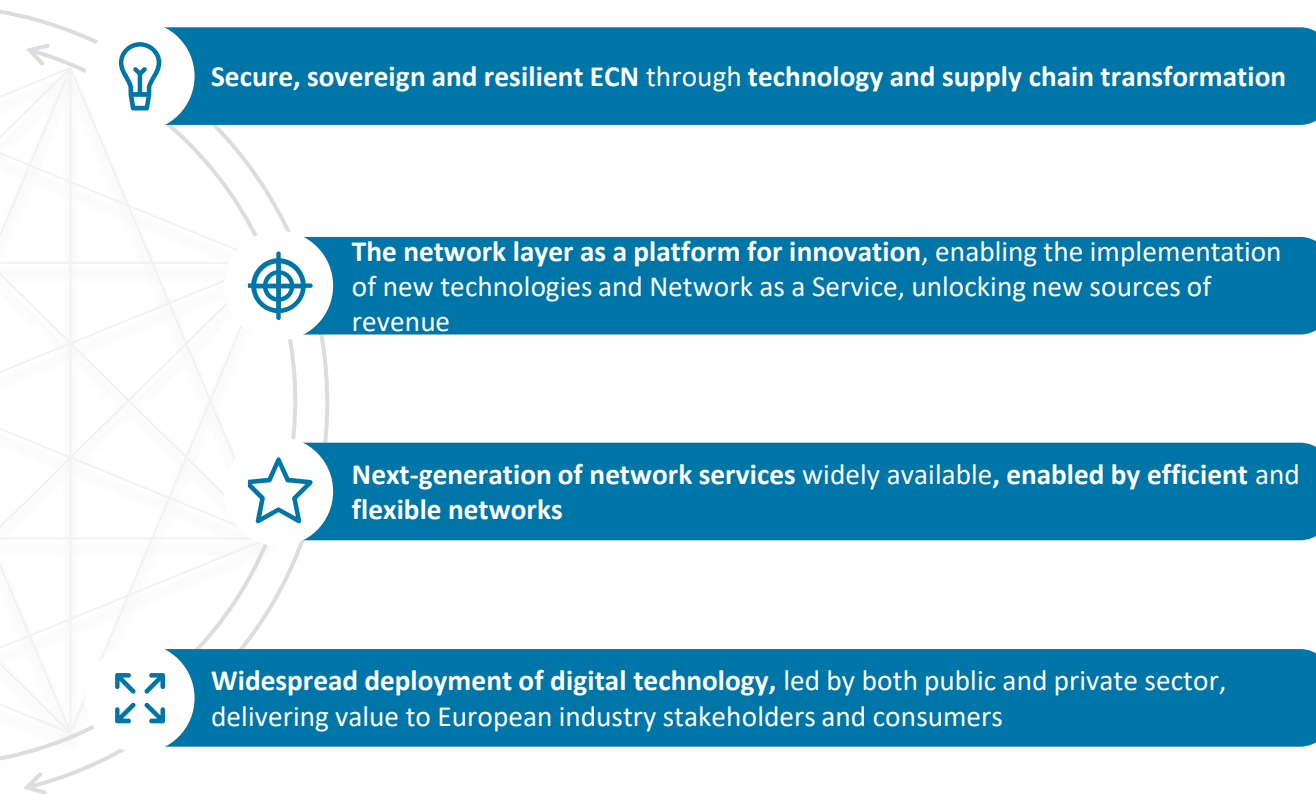 Secure, sovereign and resilient ECN through technology and supply chain transformation
The network layer as a platform for innovation, enabling the implementation
of new technologies and Network as a Service, unlocking new sources of
revenue
Next-generation of network services widely available, enabled by efficient and
flexible networks
Widespread deployment of digital technology, led by both public and private sector,
delivering value to European industry stakeholders and consumers